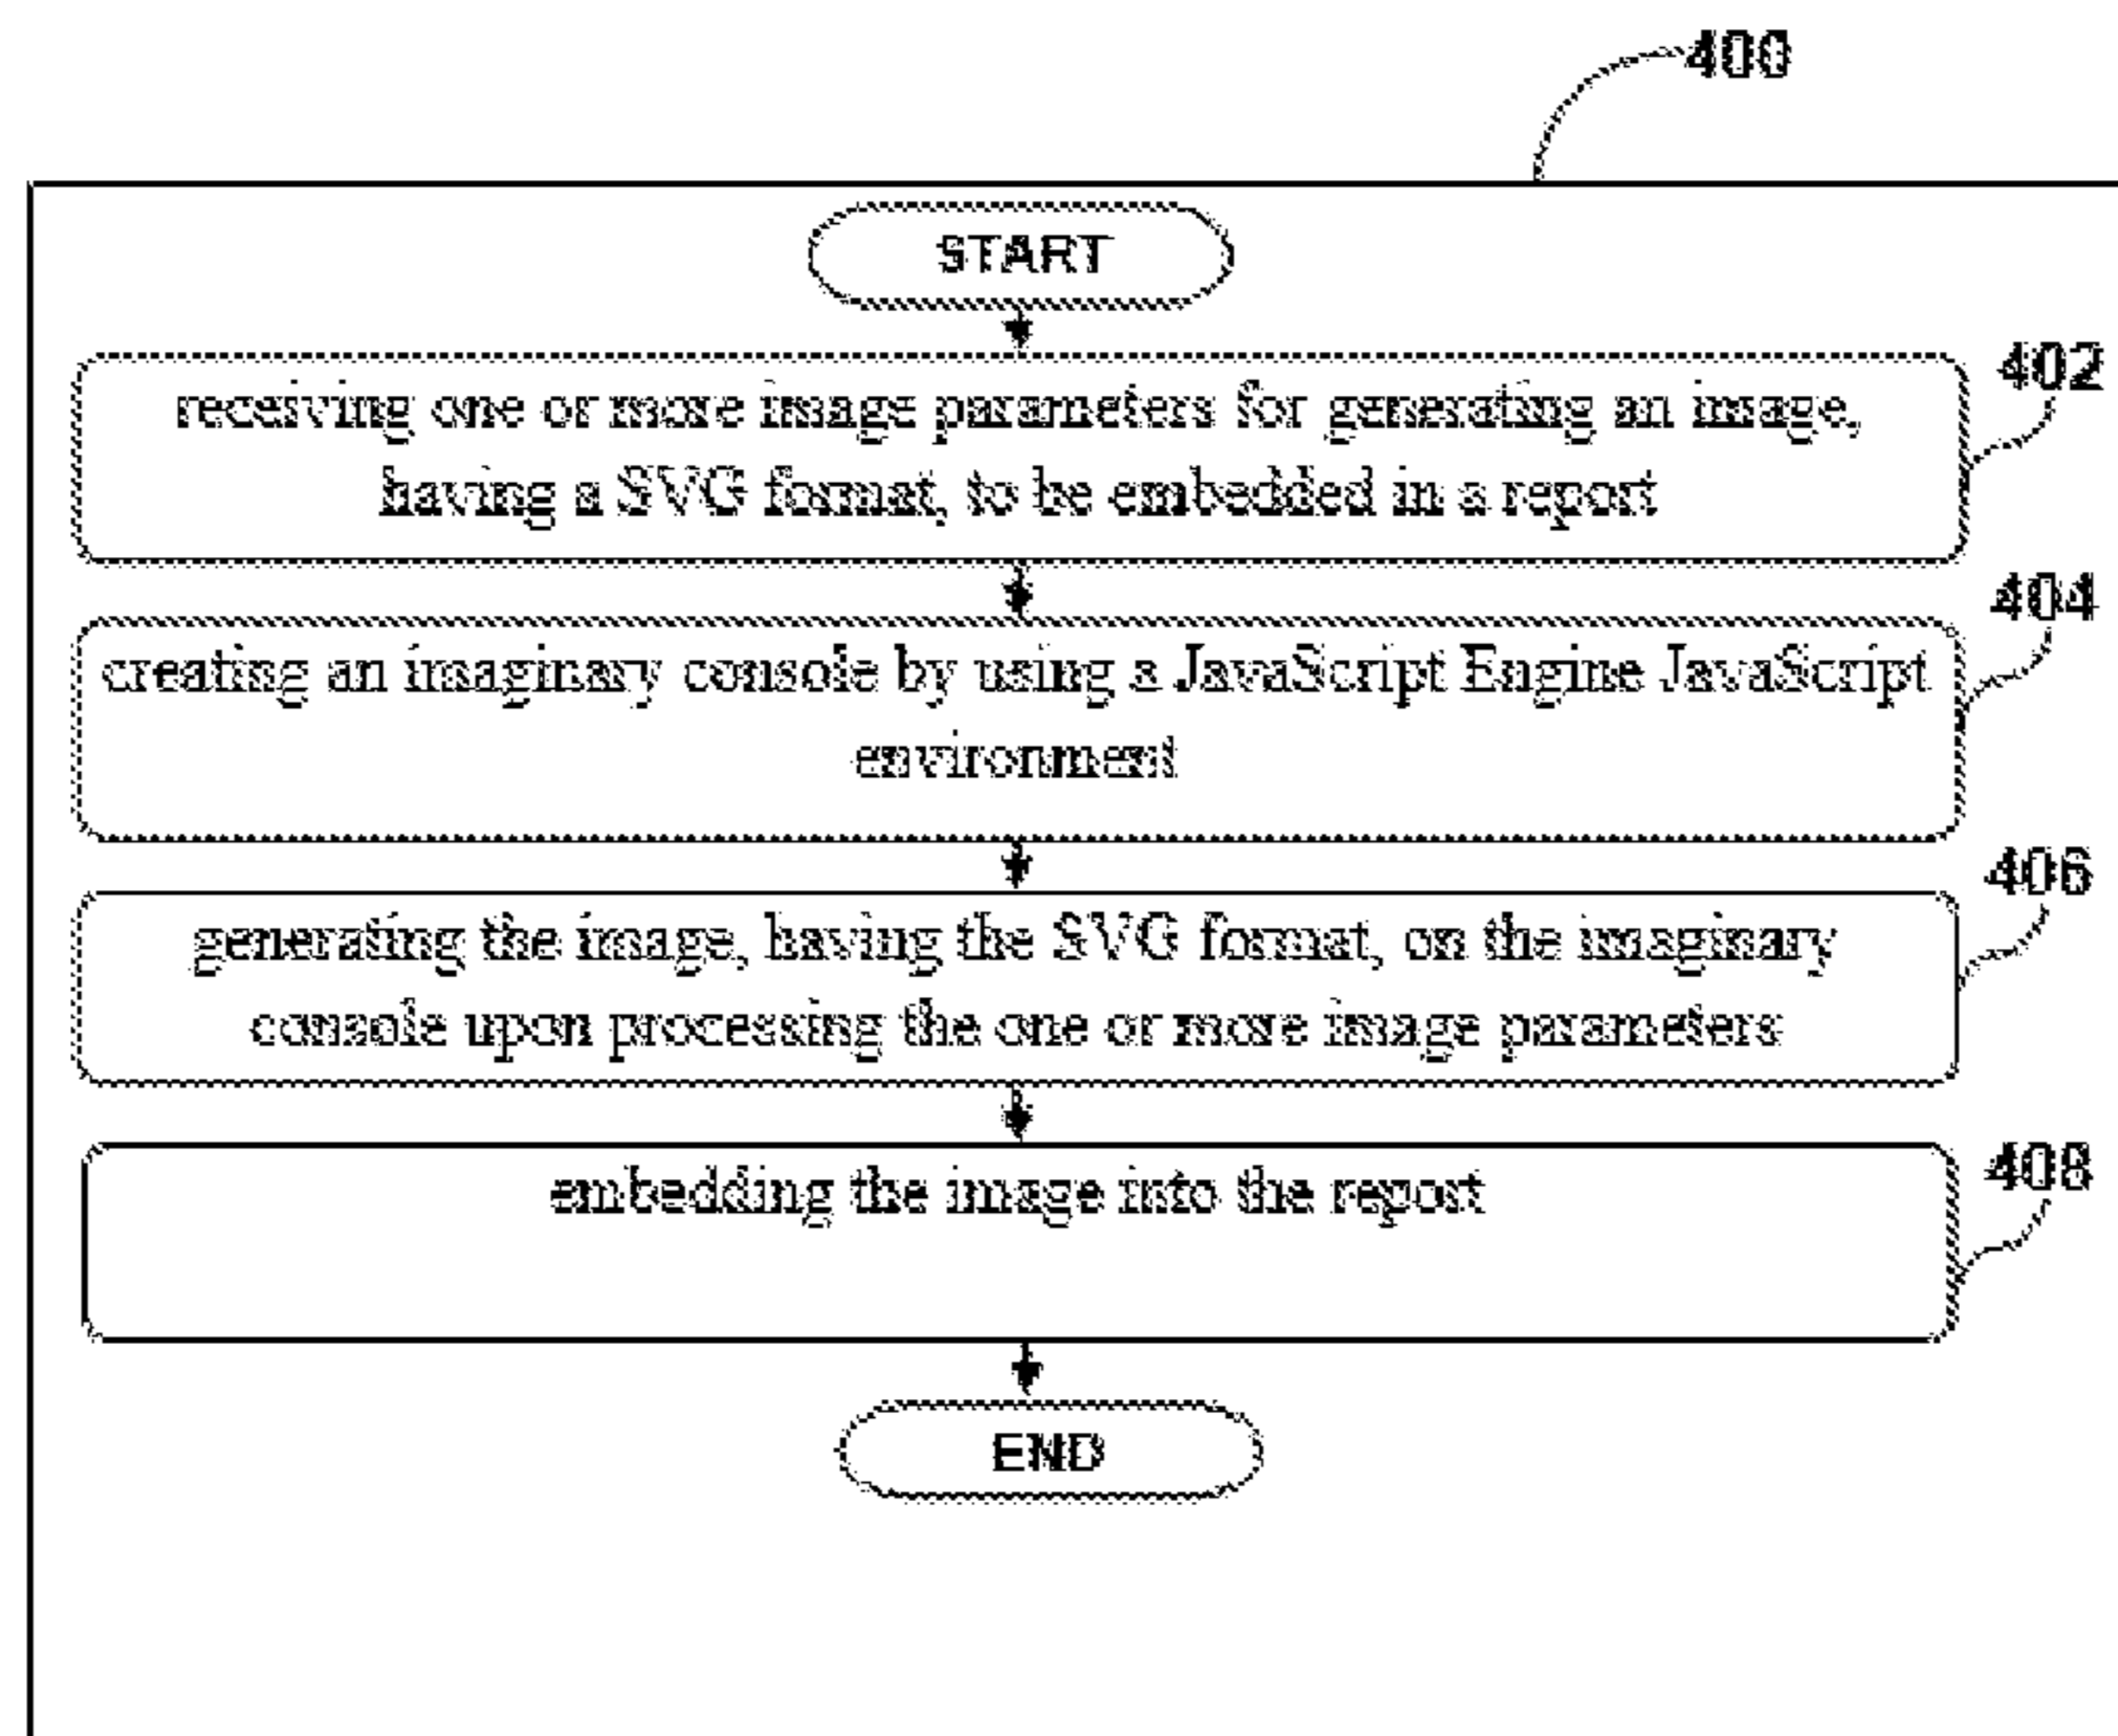 400
START
402
receiving one or more image parameters for generating an image,
having a SVG format, to be embedded in a report
404
creating an imaginary console by using a JavaScript Engine JavaScript
environment
406
generating the image, having the SVG format, on the imaginary
console upon processing the one or more image parameters
408
embedding the image into the report
END